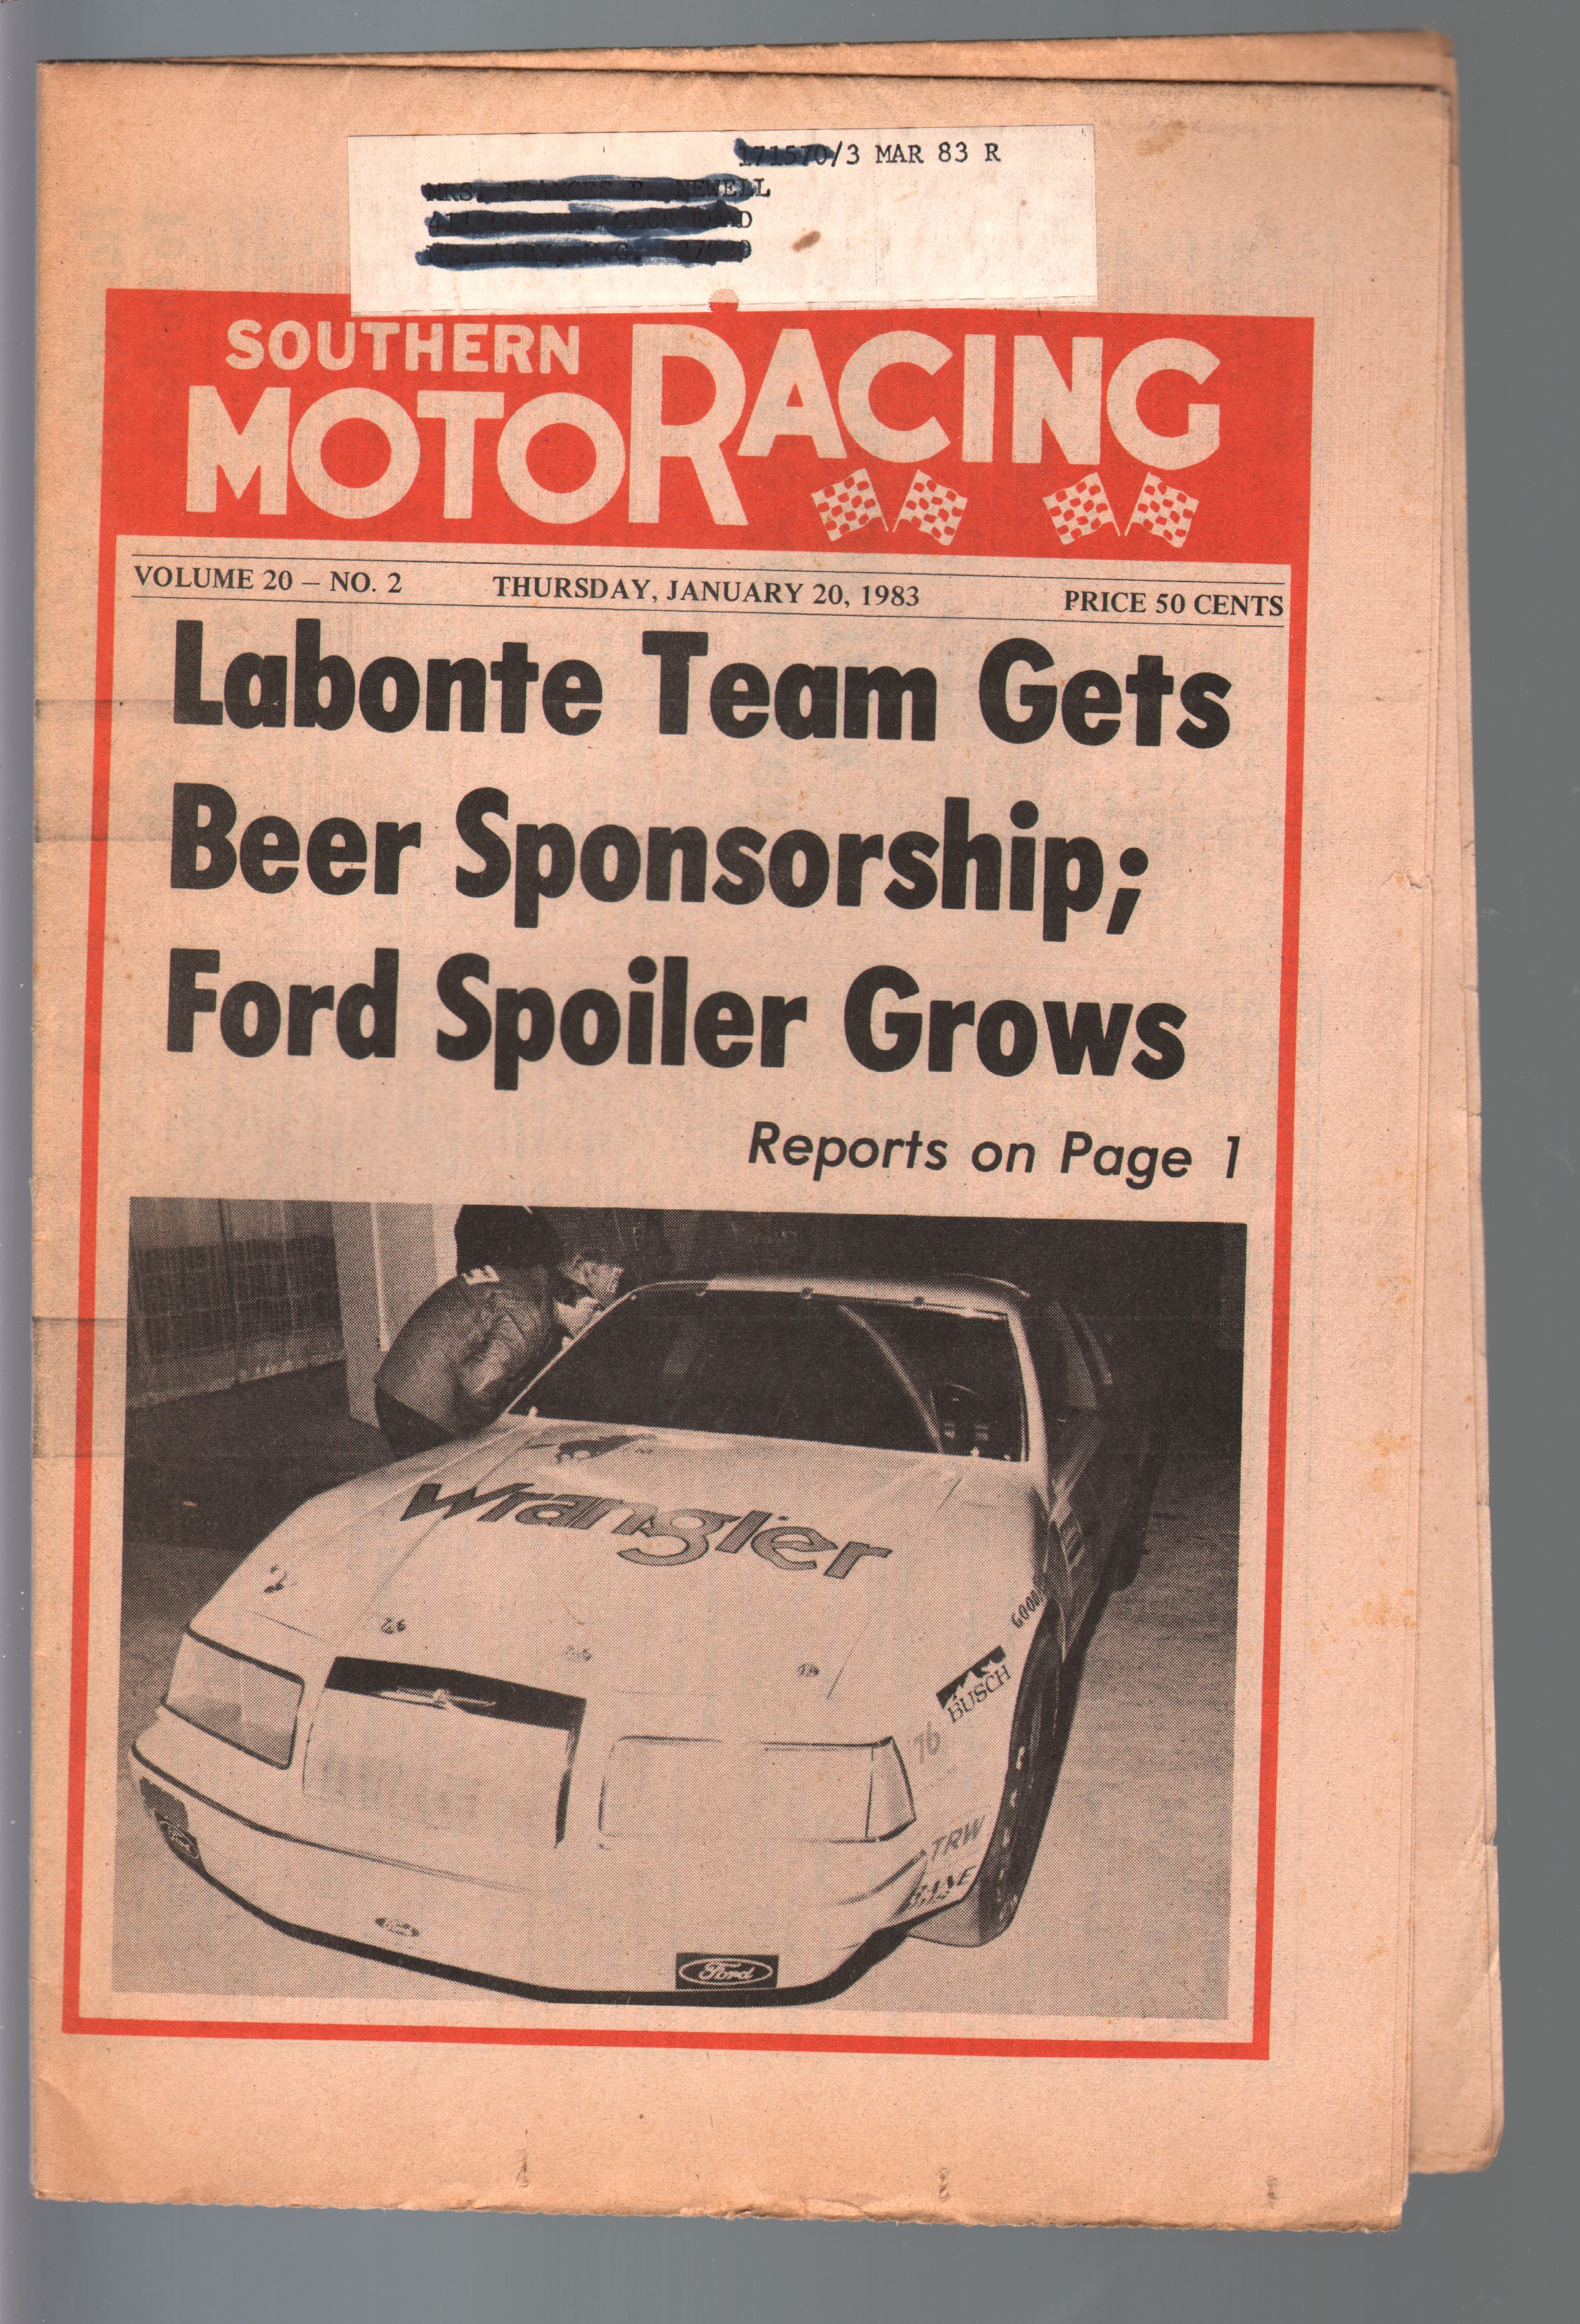 /3 MAR 83 R
SOUTHERN
MOTORACING
VOLUME 20 – NO. 2 THURSDAY, JANUARY 20, 1983 PRICE 50 CENTS
Labonte Team Gets
Beer Sponsorship;
Ford Spoiler Grows
Reports on Page 1
Wrangler
BUSCH
76
TRW
Ford